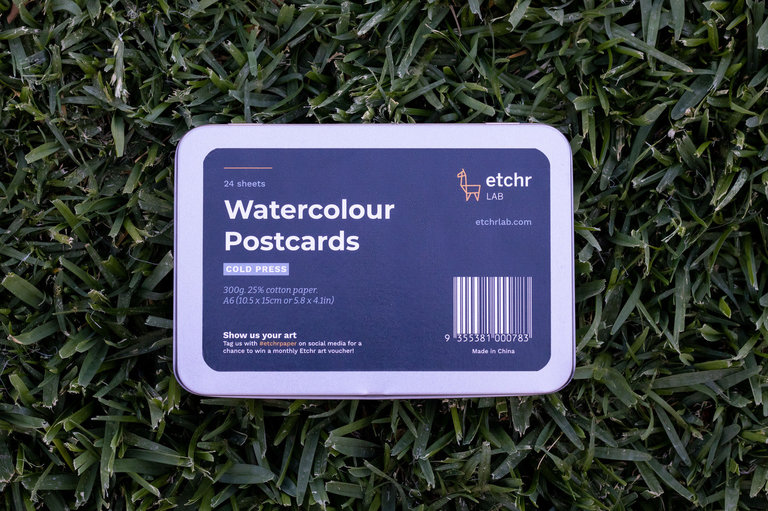 24 sheets
Watercolour
Postcards
COLD PRESS
300g. 25% cotton paper.
A6 (10.5 x 15cm or 5.8 x 4.1in)
Show us your art
Tag us with #etchrpaper on social media for a
chance to win a monthly Etchr art voucher!
etchr
LAB
etchrlab.com
9 355381 000783
Made in China